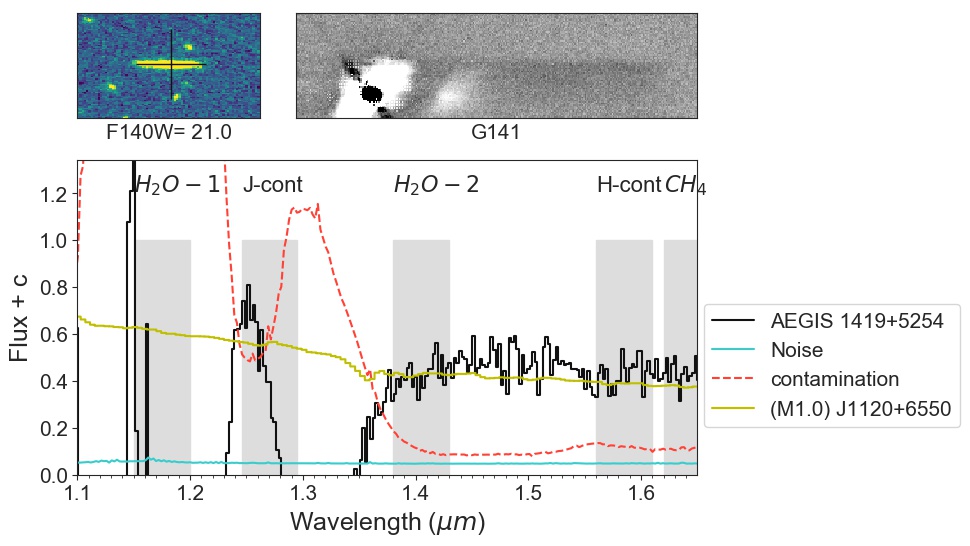 F140W= 21.0
G141
H₂O − 1 J-cont H₂O − 2 H-cont CH₄
1.2
1.0
0.8
0.6
0.4
0.2
0.0
Flux + c
1.1 1.2 1.3 1.4 1.5 1.6
Wavelength (μm)
AEGIS 1419+5254
Noise
contamination
(M1.0) J1120+6550